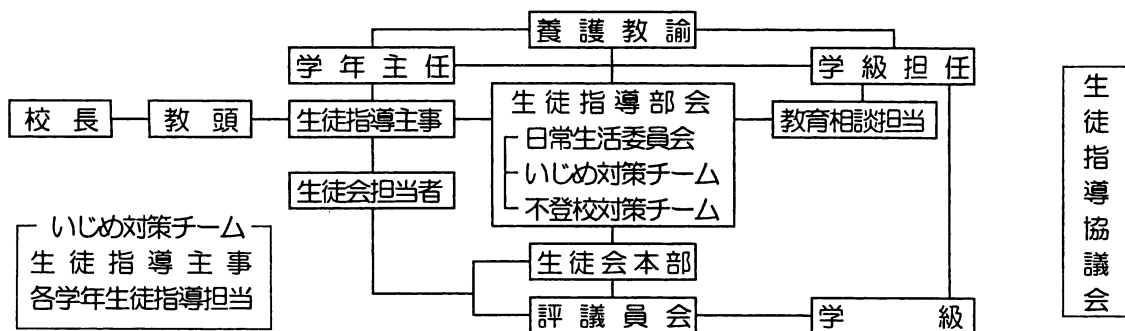 養護教諭
学年主任
学級担任
校長
教頭
生徒指導主事
生徒指導部会
日常生活委員会
いじめ対策チーム
不登校対策チーム
教育相談担当
生徒会担当者
いじめ対策チーム
生徒指導主事
各学年生徒指導担当
生徒会本部
評議員会
学級
生徒指導協議会